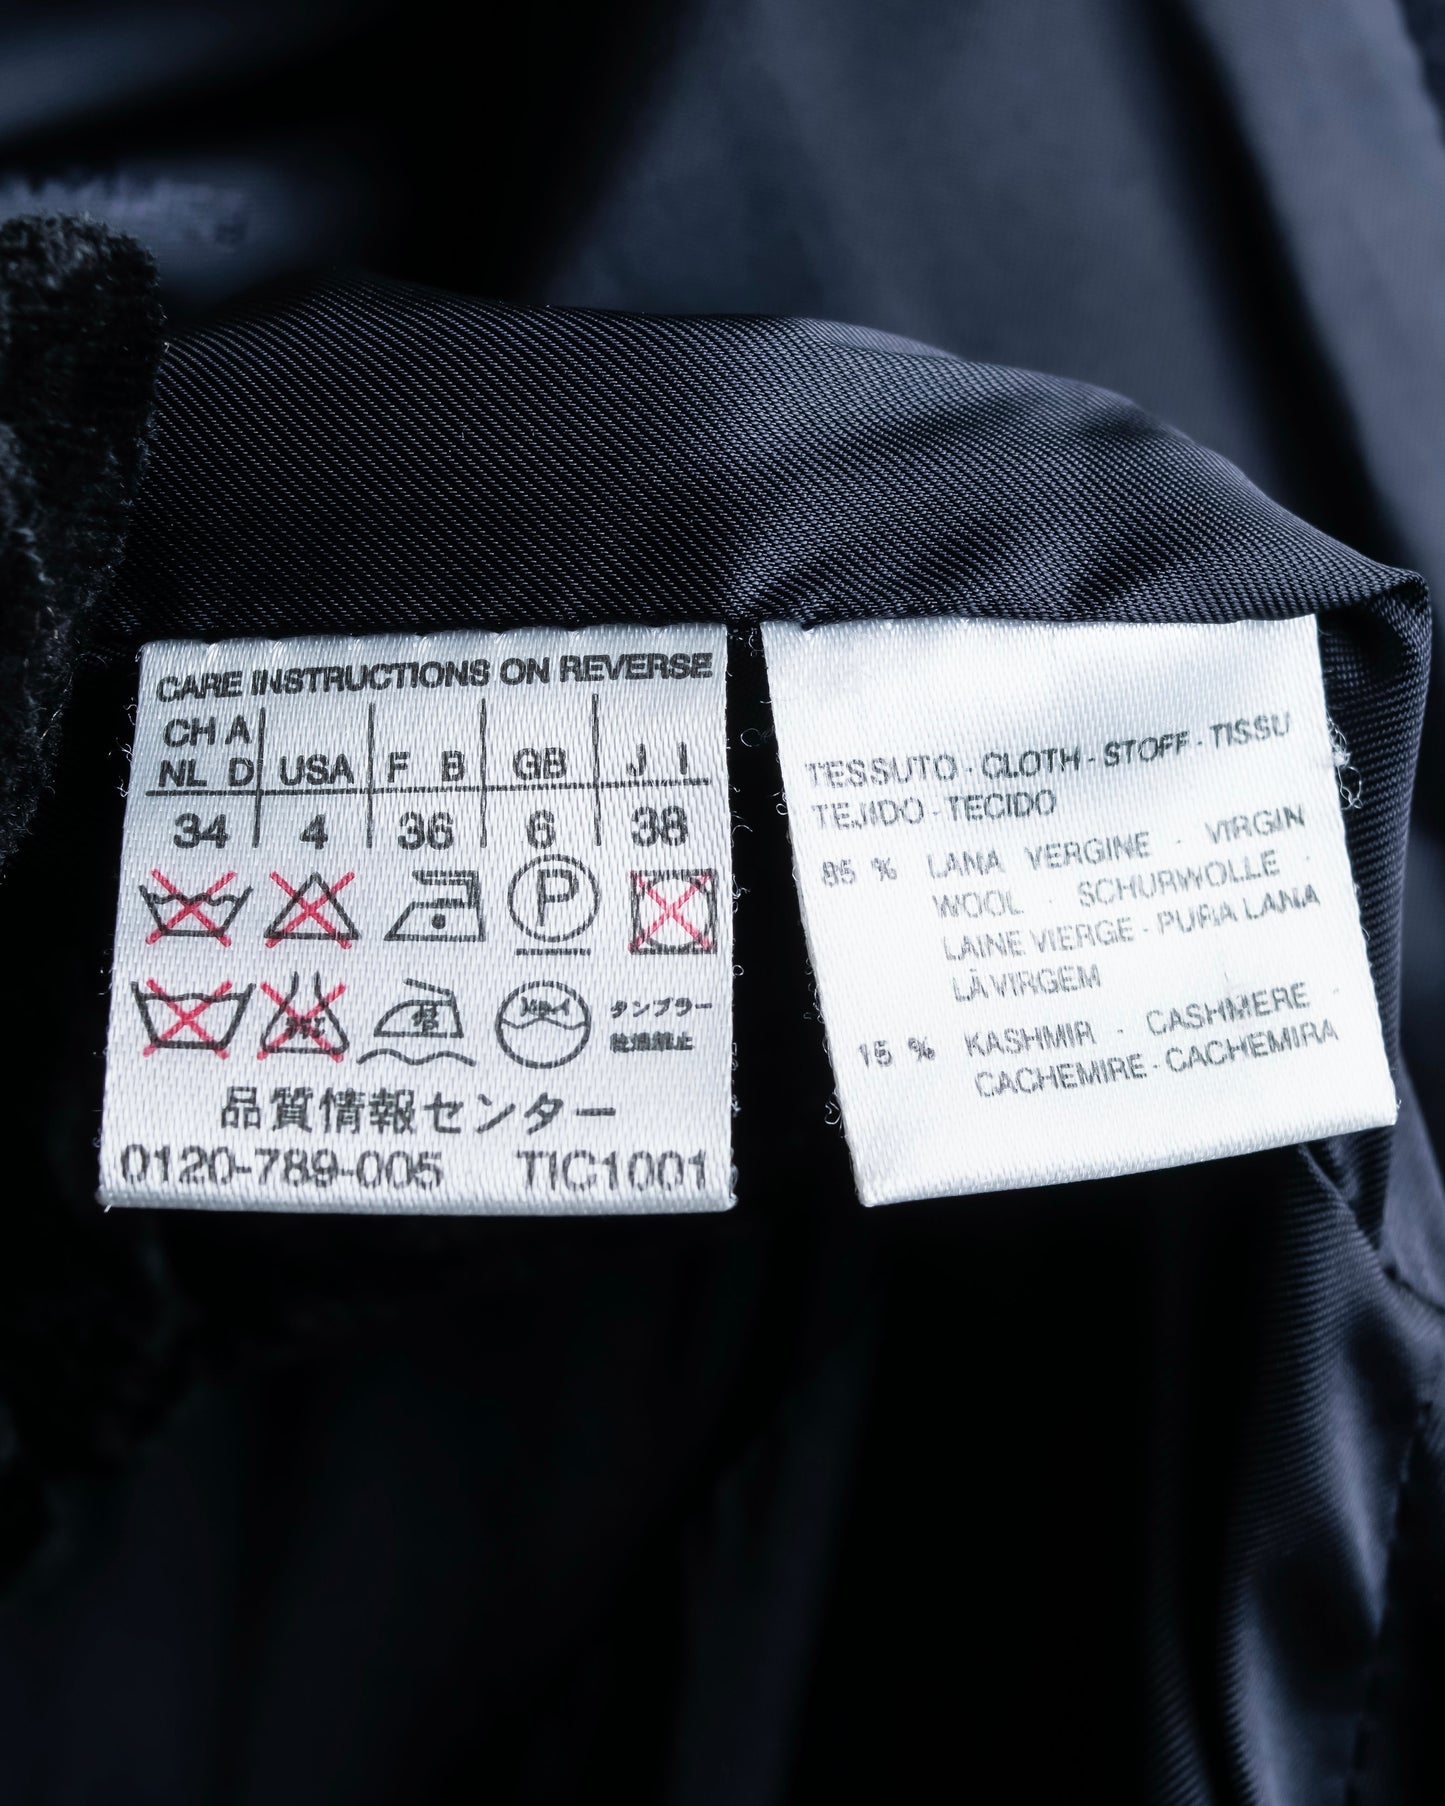 CARE INSTRUCTIONS ON REVERSE
CH A
NL D USA F B GB J I
34 4 36 6 38
P
タンブラー
乾燥禁止
品質情報センター
0120-789-005 TIC1001
TESSUTO - CLOTH - STOFF - TISSU
TEJIDO - TECIDO
85 % LANA VERGINE - VIRGIN
WOOL - SCHURWOLLE -
LAINE VIERGE - PURA LANA
LÀ VIRGEM
15 % KASHMIR - CASHMERE -
CACHEMIRE - CACHEMIRA